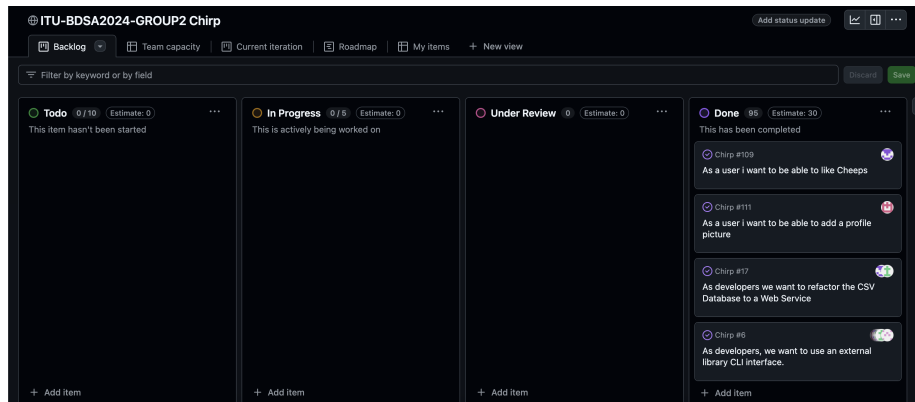 ITU-BDSA2024-GROUP2 Chirp
Add status update
Backlog
Team capacity
Current iteration
Roadmap
My items
+ New view
Filter by keyword or by field
Discard
Save
Todo 0/10 Estimate: 0 ...
This item hasn't been started
+ Add item
In Progress 0/5 Estimate: 0 ...
This is actively being worked on
+ Add item
Under Review 0 Estimate: 0 ...
+ Add item
Done 95 Estimate: 30 ...
This has been completed
Chirp #109
As a user i want to be able to like Cheeps
Chirp #111
As a user i want to be able to add a profile
picture
Chirp #17
As developers we want to refactor the CSV
Database to a Web Service
Chirp #6
As developers, we want to use an external
library CLI interface.
+ Add item